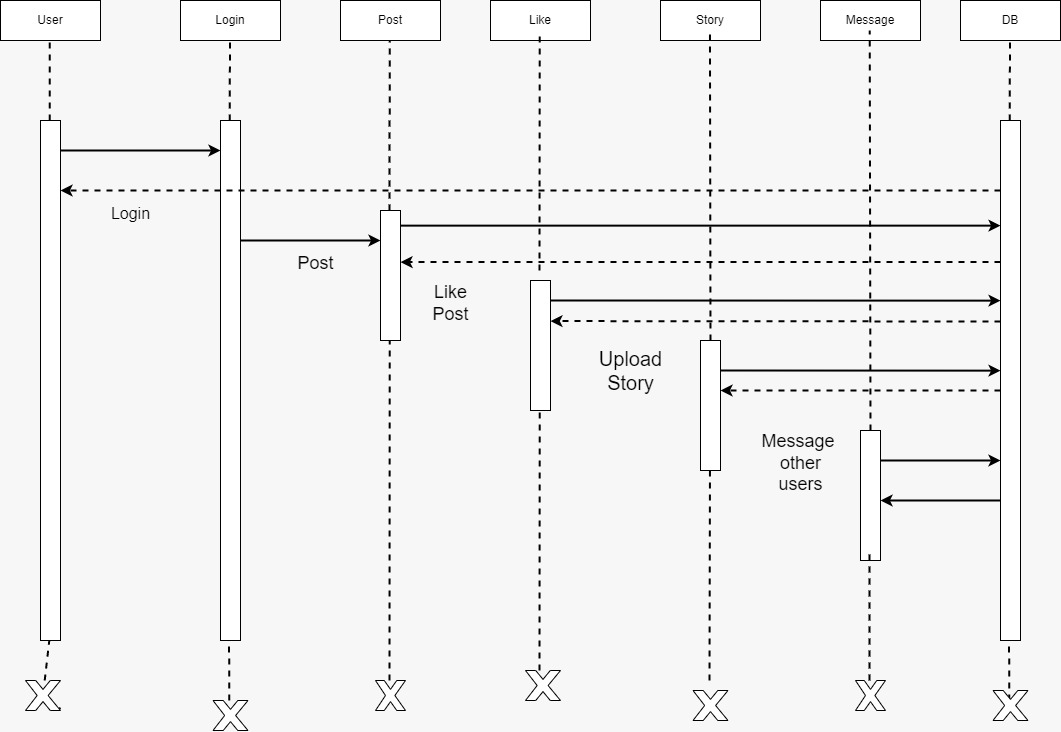 User
Login
Post
Like
Story
Message
DB
Login
Post
Like
Post
Upload
Story
Message
other
users
X
X
X
X
X
X
X